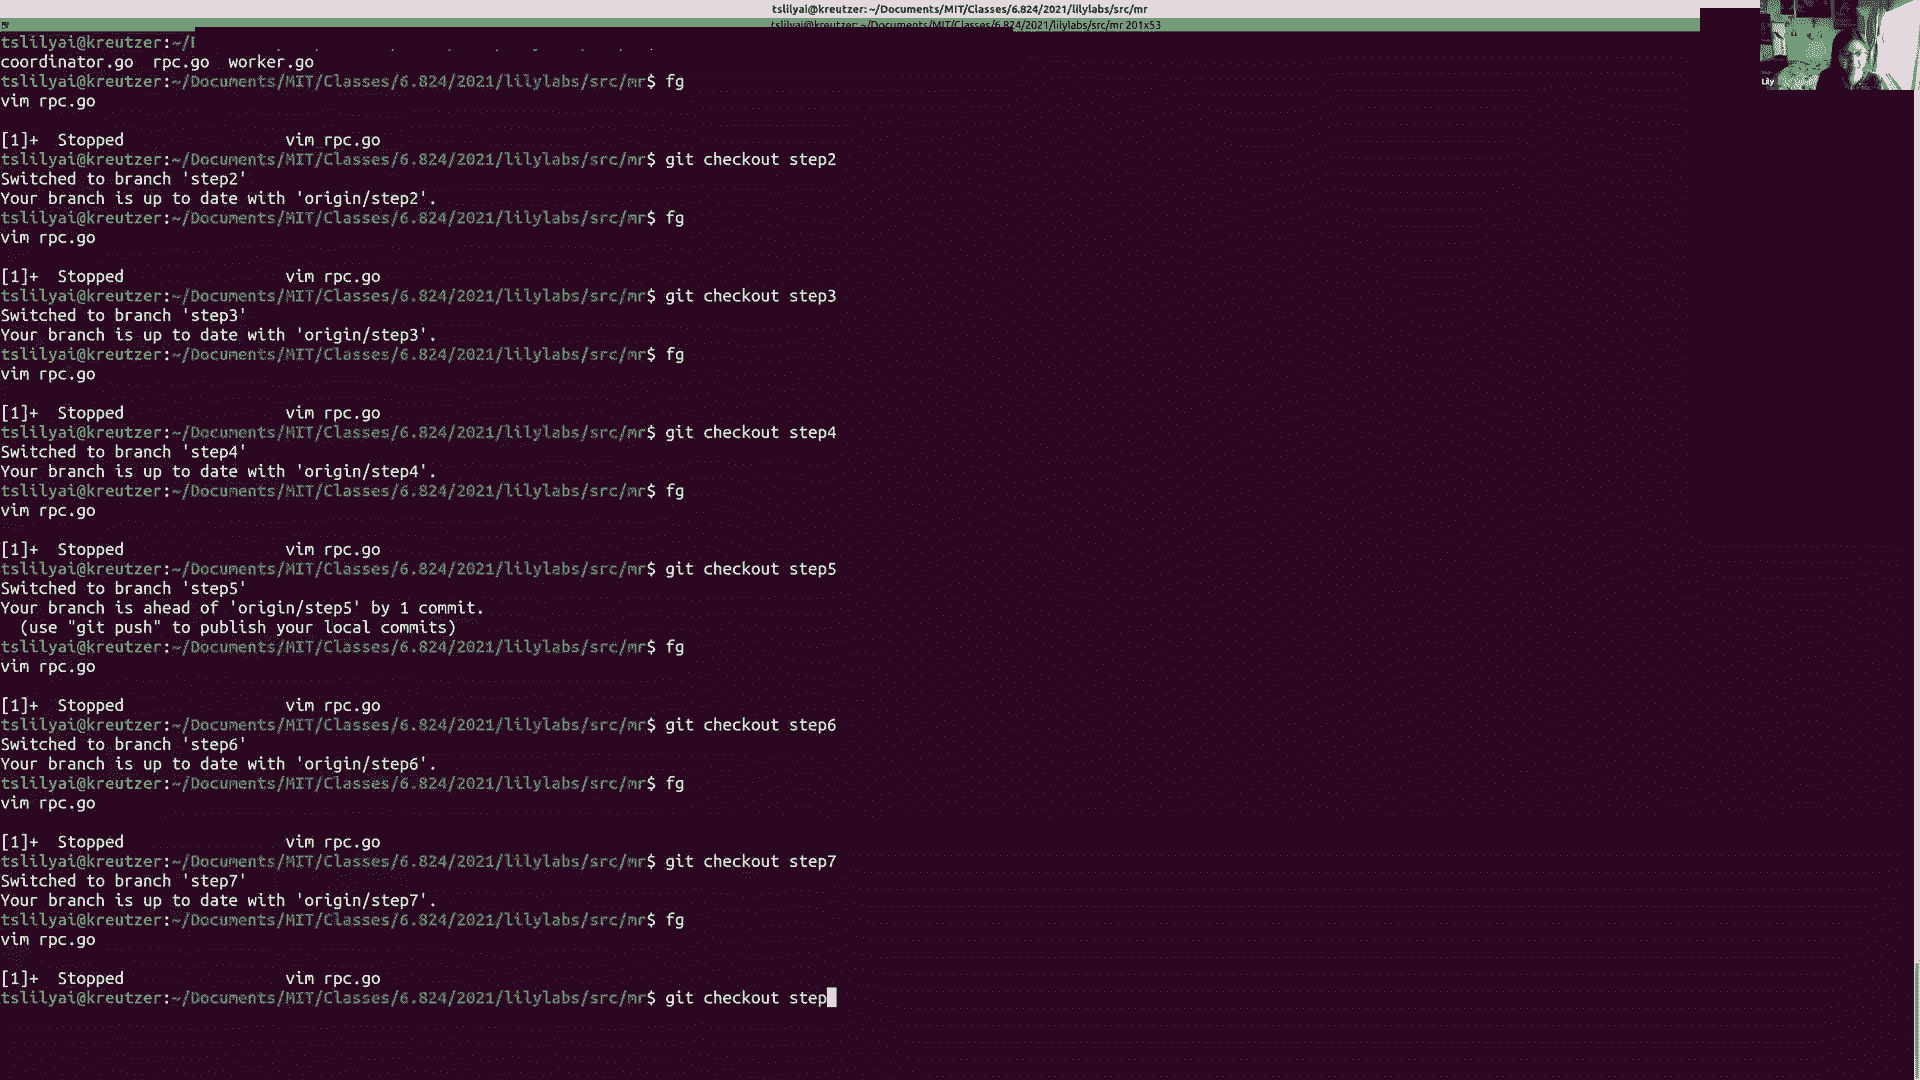 tslilyai@kreutzer: ~/Documents/MIT/Classes/6.824/2021/lilylabs/src/mr
tslilyai@kreutzer: ~/Documents/MIT/Classes/6.824/2021/lilylabs/src/mr 201x53
tslilyai@kreutzer:~/
coordinator.go  rpc.go  worker.go
tslilyai@kreutzer:~/Documents/MIT/Classes/6.824/2021/lilylabs/src/mr$ fg
vim rpc.go
[1]+  Stopped                 vim rpc.go
tslilyai@kreutzer:~/Documents/MIT/Classes/6.824/2021/lilylabs/src/mr$ git checkout step2
Switched to branch 'step2'
Your branch is up to date with 'origin/step2'.
tslilyai@kreutzer:~/Documents/MIT/Classes/6.824/2021/lilylabs/src/mr$ fg
vim rpc.go
[1]+  Stopped                 vim rpc.go
tslilyai@kreutzer:~/Documents/MIT/Classes/6.824/2021/lilylabs/src/mr$ git checkout step3
Switched to branch 'step3'
Your branch is up to date with 'origin/step3'.
tslilyai@kreutzer:~/Documents/MIT/Classes/6.824/2021/lilylabs/src/mr$ fg
vim rpc.go
[1]+  Stopped                 vim rpc.go
tslilyai@kreutzer:~/Documents/MIT/Classes/6.824/2021/lilylabs/src/mr$ git checkout step4
Switched to branch 'step4'
Your branch is up to date with 'origin/step4'.
tslilyai@kreutzer:~/Documents/MIT/Classes/6.824/2021/lilylabs/src/mr$ fg
vim rpc.go
[1]+  Stopped                 vim rpc.go
tslilyai@kreutzer:~/Documents/MIT/Classes/6.824/2021/lilylabs/src/mr$ git checkout step5
Switched to branch 'step5'
Your branch is ahead of 'origin/step5' by 1 commit.
  (use "git push" to publish your local commits)
tslilyai@kreutzer:~/Documents/MIT/Classes/6.824/2021/lilylabs/src/mr$ fg
vim rpc.go
[1]+  Stopped                 vim rpc.go
tslilyai@kreutzer:~/Documents/MIT/Classes/6.824/2021/lilylabs/src/mr$ git checkout step6
Switched to branch 'step6'
Your branch is up to date with 'origin/step6'.
tslilyai@kreutzer:~/Documents/MIT/Classes/6.824/2021/lilylabs/src/mr$ fg
vim rpc.go
[1]+  Stopped                 vim rpc.go
tslilyai@kreutzer:~/Documents/MIT/Classes/6.824/2021/lilylabs/src/mr$ git checkout step7
Switched to branch 'step7'
Your branch is up to date with 'origin/step7'.
tslilyai@kreutzer:~/Documents/MIT/Classes/6.824/2021/lilylabs/src/mr$ fg
vim rpc.go
[1]+  Stopped                 vim rpc.go
tslilyai@kreutzer:~/Documents/MIT/Classes/6.824/2021/lilylabs/src/mr$ git checkout step